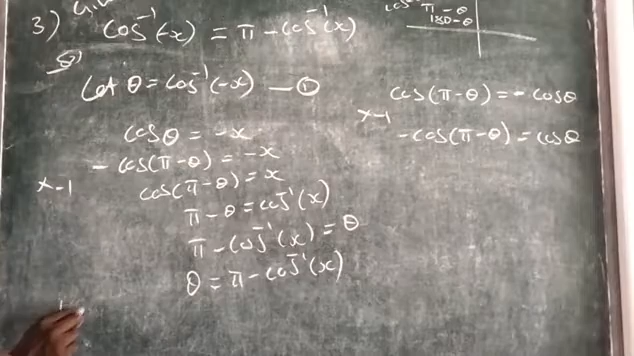 3) cos⁻¹(-x) = π - cos⁻¹(x)
π - θ
180 - θ
Let θ = cos⁻¹(-x) — ①
cos(π-θ) = -cosθ
×-1
-cos(π-θ) = cosθ
cosθ = -x
- cos(π-θ) = -x
×-1
cos(π-θ) = x
π - θ = cos⁻¹(x)
π - cos⁻¹(x) = θ
θ = π - cos⁻¹(x)